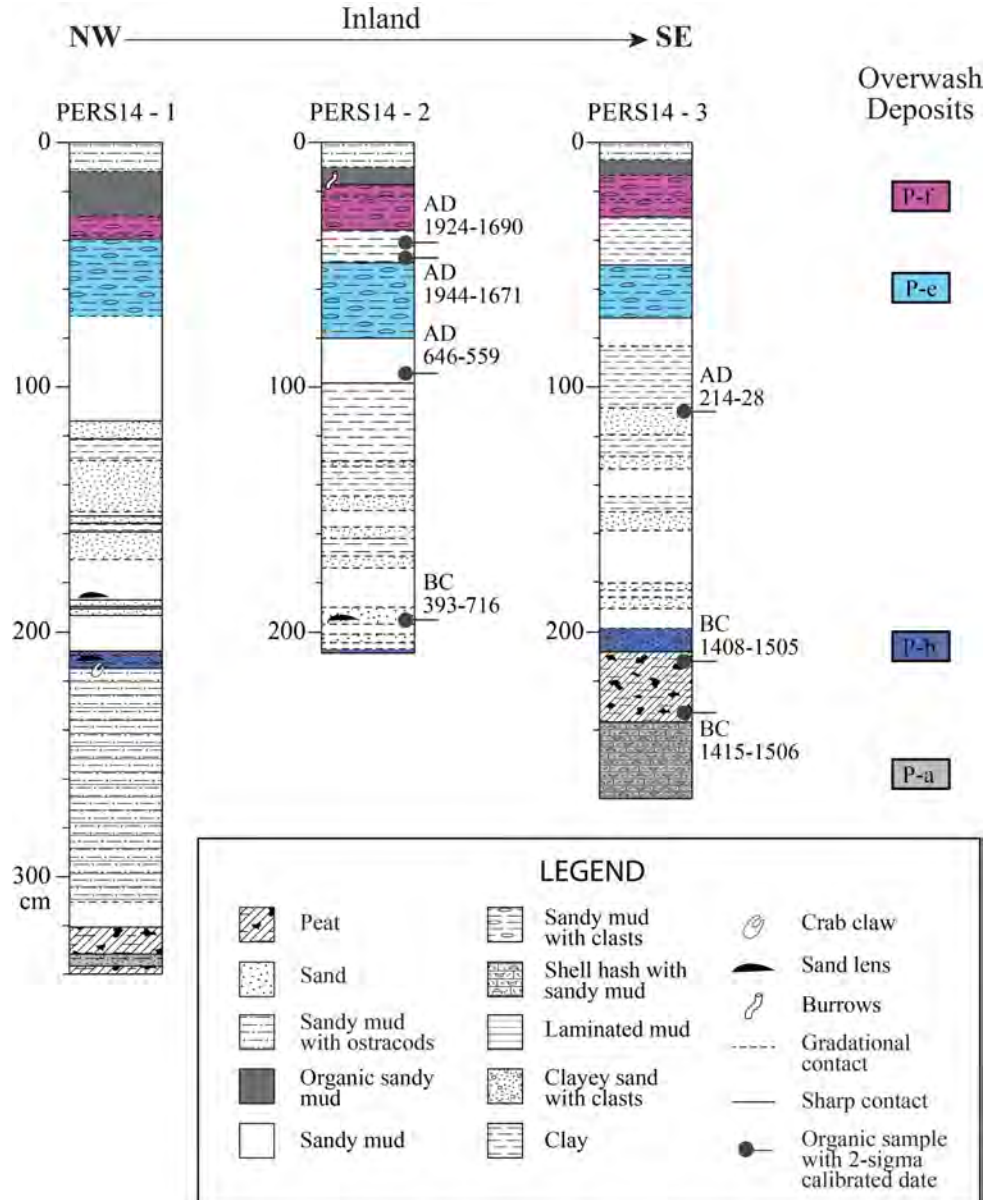 Inland
NW
SE
Overwash
Deposits
PERS14 - 1
PERS14 - 2
PERS14 - 3
0
100
200
300
cm
0
100
200
AD
1924-1690
AD
1944-1671
AD
646-559
BC
393-716
0
100
200
AD
214-28
BC
1408-1505
BC
1415-1506
P-f
P-e
P-b
P-a
LEGEND
Peat
Sand
Sandy mud
with ostracods
Organic sandy
mud
Sandy mud
Sandy mud
with clasts
Shell hash with
sandy mud
Laminated mud
Clayey sand
with clasts
Clay
Crab claw
Sand lens
Burrows
Gradational
contact
Sharp contact
Organic sample
with 2-sigma
calibrated date